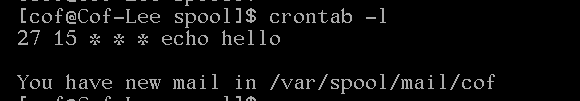 [cof@Cof-Lee spool]$ crontab -l
27 15 * * * echo hello
You have new mail in /var/spool/mail/cof